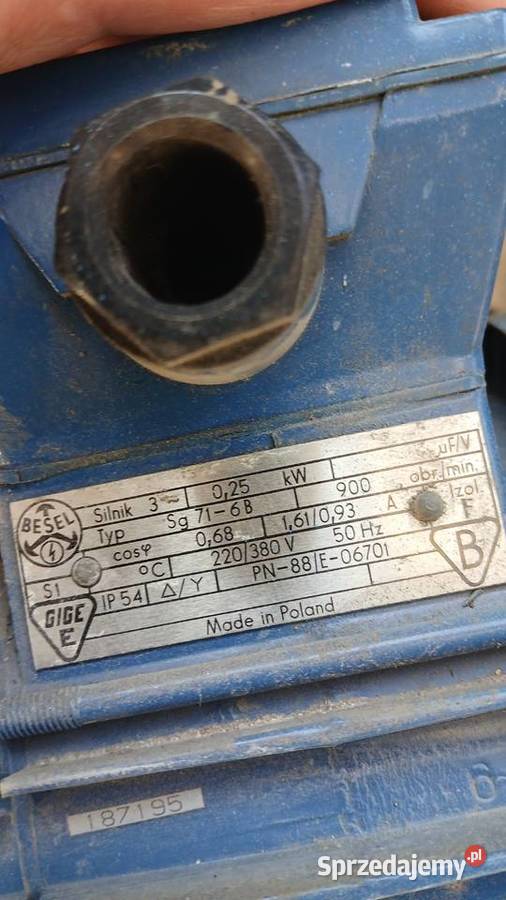 BESEL Silnik 3~ 0,25 kW µF/V
Typ Sg 71-6B 900 obr./min.
cosφ 0,68 1,61/0,93 A Izol.
S1 °C 220/380 V 50 Hz F
GIGE E IP 54 Δ/Y PN-88/E-06701 B
Made in Poland
187195
6
Sprzedajemy.pl